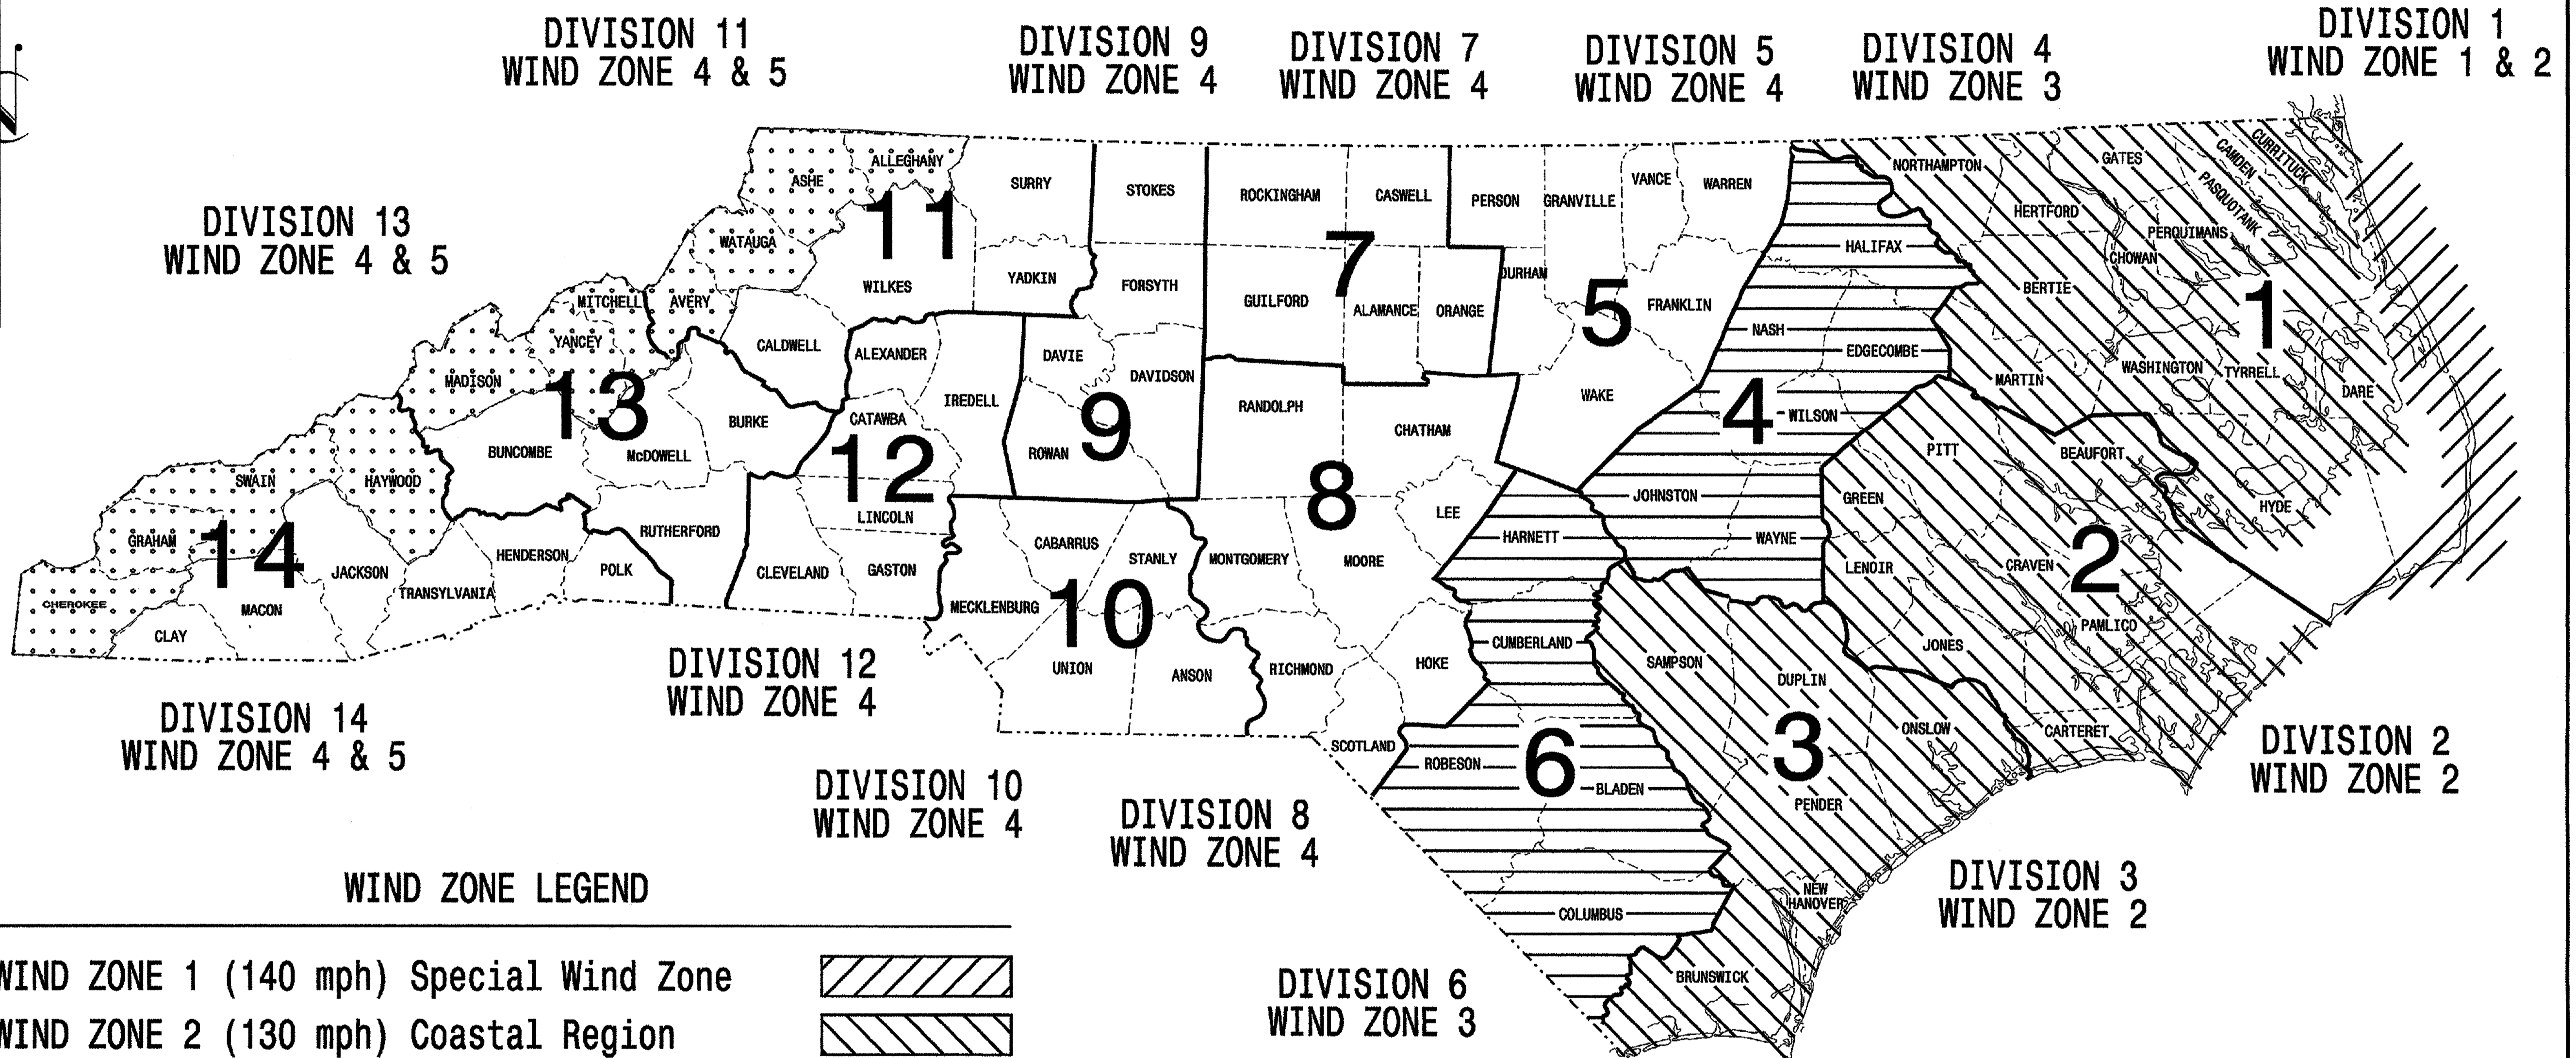 DIVISION 11
WIND ZONE 4 & 5
DIVISION 9
WIND ZONE 4
DIVISION 7
WIND ZONE 4
DIVISION 5
WIND ZONE 4
DIVISION 4
WIND ZONE 3
DIVISION 1
WIND ZONE 1 & 2
N
DIVISION 13
WIND ZONE 4 & 5
ALLEGHANY
ASHE
SURRY
STOKES
ROCKINGHAM
CASWELL
PERSON
GRANVILLE
VANCE
WARREN
NORTHAMPTON
GATES
CAMDEN
CURRITUCK
PASQUOTANK
HERTFORD
PERQUIMANS
CHOWAN
HALIFAX
BERTIE
11
WATAUGA
WILKES
YADKIN
FORSYTH
7
GUILFORD
ALAMANCE
ORANGE
DURHAM
5
FRANKLIN
NASH
EDGECOMBE
1
MITCHELL
AVERY
YANCEY
CALDWELL
ALEXANDER
DAVIE
DAVIDSON
MADISON
13
BURKE
IREDELL
CATAWBA
12
9
ROWAN
RANDOLPH
CHATHAM
WAKE
4
WILSON
MARTIN
WASHINGTON
TYRRELL
DARE
PITT
BEAUFORT
BUNCOMBE
McDOWELL
SWAIN
HAYWOOD
LINCOLN
8
LEE
JOHNSTON
GREEN
HYDE
GRAHAM
14
JACKSON
HENDERSON
RUTHERFORD
POLK
TRANSYLVANIA
CLEVELAND
GASTON
CABARRUS
STANLY
MONTGOMERY
MOORE
HARNETT
WAYNE
LENOIR
CRAVEN
2
CHEROKEE
CLAY
MACON
MECKLENBURG
10
UNION
ANSON
RICHMOND
HOKE
CUMBERLAND
SAMPSON
DUPLIN
JONES
PAMLICO
DIVISION 12
WIND ZONE 4
DIVISION 14
WIND ZONE 4 & 5
SCOTLAND
ROBESON
6
BLADEN
3
PENDER
ONSLOW
CARTERET
DIVISION 2
WIND ZONE 2
DIVISION 10
WIND ZONE 4
DIVISION 8
WIND ZONE 4
COLUMBUS
NEW
HANOVER
BRUNSWICK
DIVISION 3
WIND ZONE 2
DIVISION 6
WIND ZONE 3
WIND ZONE LEGEND
WIND ZONE 1 (140 mph) Special Wind Zone
WIND ZONE 2 (130 mph) Coastal Region